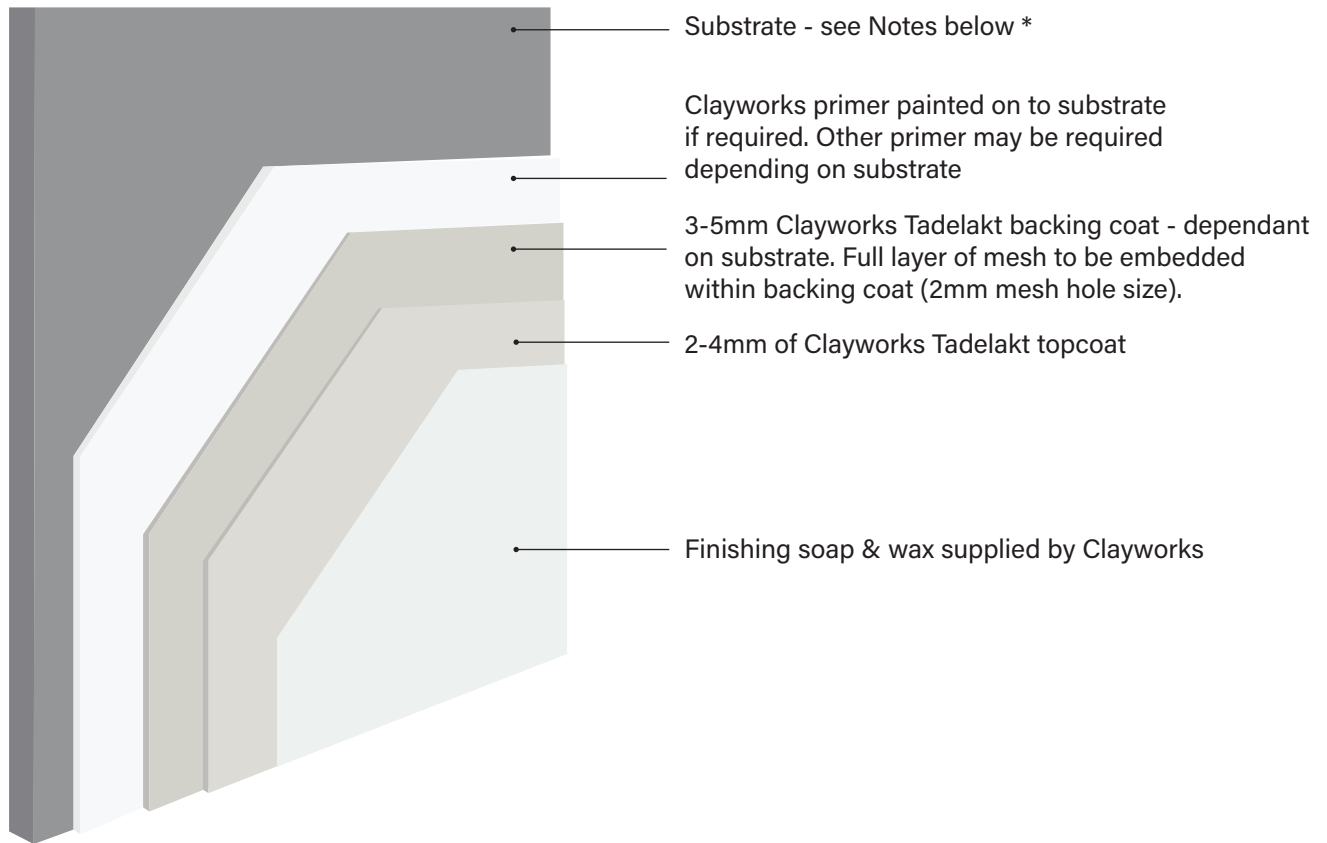 Substrate - see Notes below *
Clayworks primer painted on to substrate
if required. Other primer may be required
depending on substrate
3-5mm Clayworks Tadelakt backing coat - dependant
on substrate. Full layer of mesh to be embedded
within backing coat (2mm mesh hole size).
2-4mm of Clayworks Tadelakt topcoat
Finishing soap & wax supplied by Clayworks